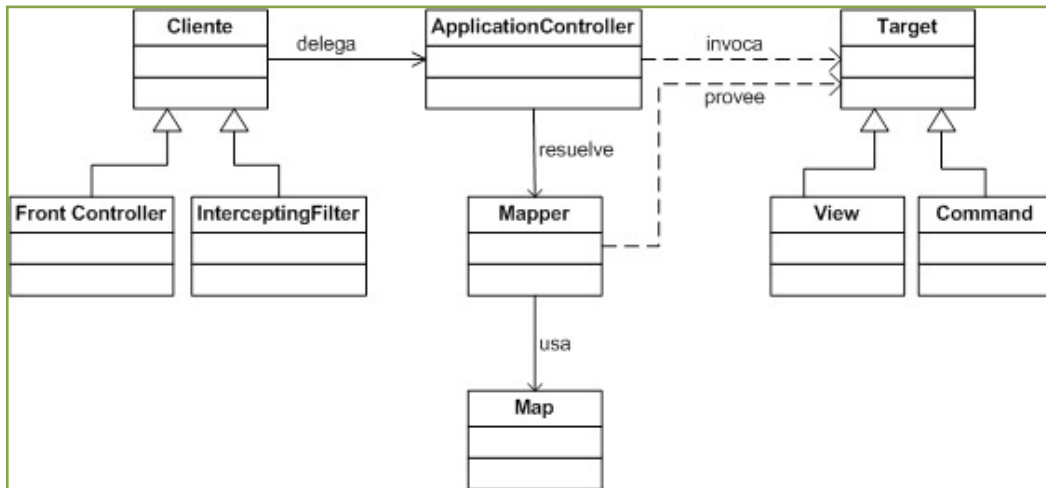 Cliente
delega
ApplicationController
invoca
Target
provee
resuelve
Front Controller
InterceptingFilter
Mapper
View
Command
usa
Map